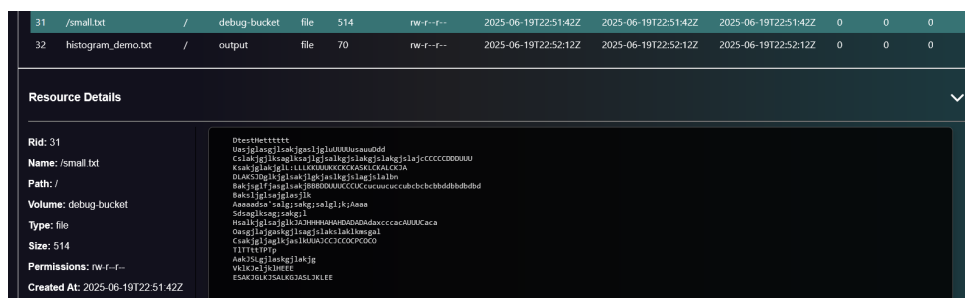 31 /small.txt / debug-bucket file 514 rw-r--r-- 2025-06-19T22:51:42Z 2025-06-19T22:51:42Z 2025-06-19T22:51:42Z 0 0 0
32 histogram_demo.txt / output file 70 rw-r--r-- 2025-06-19T22:52:12Z 2025-06-19T22:52:12Z 2025-06-19T22:52:12Z 0 0 0
Resource Details
Rid: 31
Name: /small.txt
Path: /
Volume: debug-bucket
Type: file
Size: 514
Permissions: rw-r--r--
Created At: 2025-06-19T22:51:42Z
DtestHetttttt
UasjglasgjlsakjgasljgluUUUUusauuDdd
CslakjgjlksaglksajlgjsalkgjslakgjslakgjslajcCCCCCDDDUUU
KsakjglakjglL:LLLKKUUUKKCKCKASKLCKALCKJA
DLAKSJDglkjglsakjlgkjaslkgjslagjslalbn
BakjsglfjasglsakjBBBDDUUUCCCUCcucuucuccubcbcbcbbddbbdbdbd
Baksljglsajglasjlk
Aaaaadsa'salg;sakg;salgl;k;Aaaa
Sdsaglksag;sakg;l
HsalkjglsajglkJAJHHHHAHAHDADADAdaxcccacAUUUCaca
Oasgjlajgaskgjlsagjslakslaklkmsgal
CsakjgljaglkjaslkUUAJCCJCCOCPCOCO
TlTTttTPTp
AakJSLgjlaskgjlakjg
VklKJeljklHEEE
ESAKJGLKJSALKGJASLJKLEE